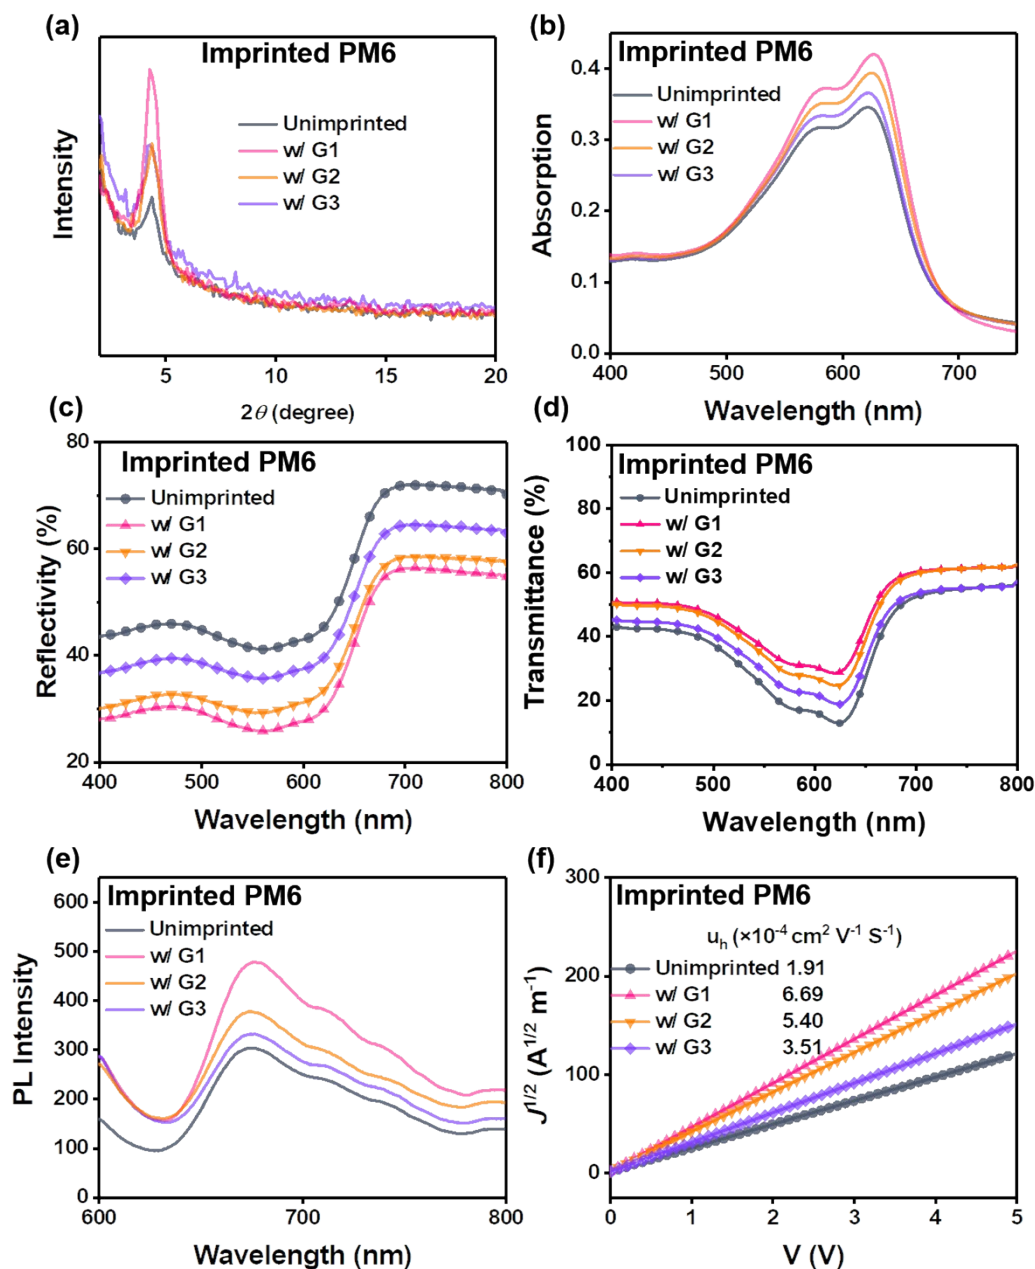 (a)
Imprinted PM6
Unimprinted
w/ G1
w/ G2
w/ G3
Intensity
5
10
15
20
2θ (degree)
(b)
Imprinted PM6
Unimprinted
w/ G1
w/ G2
w/ G3
Absorption
0.4
0.3
0.2
0.1
0.0
400
500
600
700
Wavelength (nm)
(c)
Imprinted PM6
Unimprinted
w/ G1
w/ G2
w/ G3
Reflectivity (%)
80
60
40
20
400
500
600
700
800
Wavelength (nm)
(d)
Imprinted PM6
Unimprinted
w/ G1
w/ G2
w/ G3
Transmittance (%)
100
80
60
40
20
0
400
500
600
700
800
Wavelength (nm)
(e)
Imprinted PM6
Unimprinted
w/ G1
w/ G2
w/ G3
PL Intensity
600
500
400
300
200
100
0
600
700
800
Wavelength (nm)
(f)
Imprinted PM6
uh (×10-4 cm2 V-1 S-1)
Unimprinted 1.91
w/ G1 6.69
w/ G2 5.40
w/ G3 3.51
J1/2 (A1/2 m-1)
300
200
100
0
0
1
2
3
4
5
V (V)